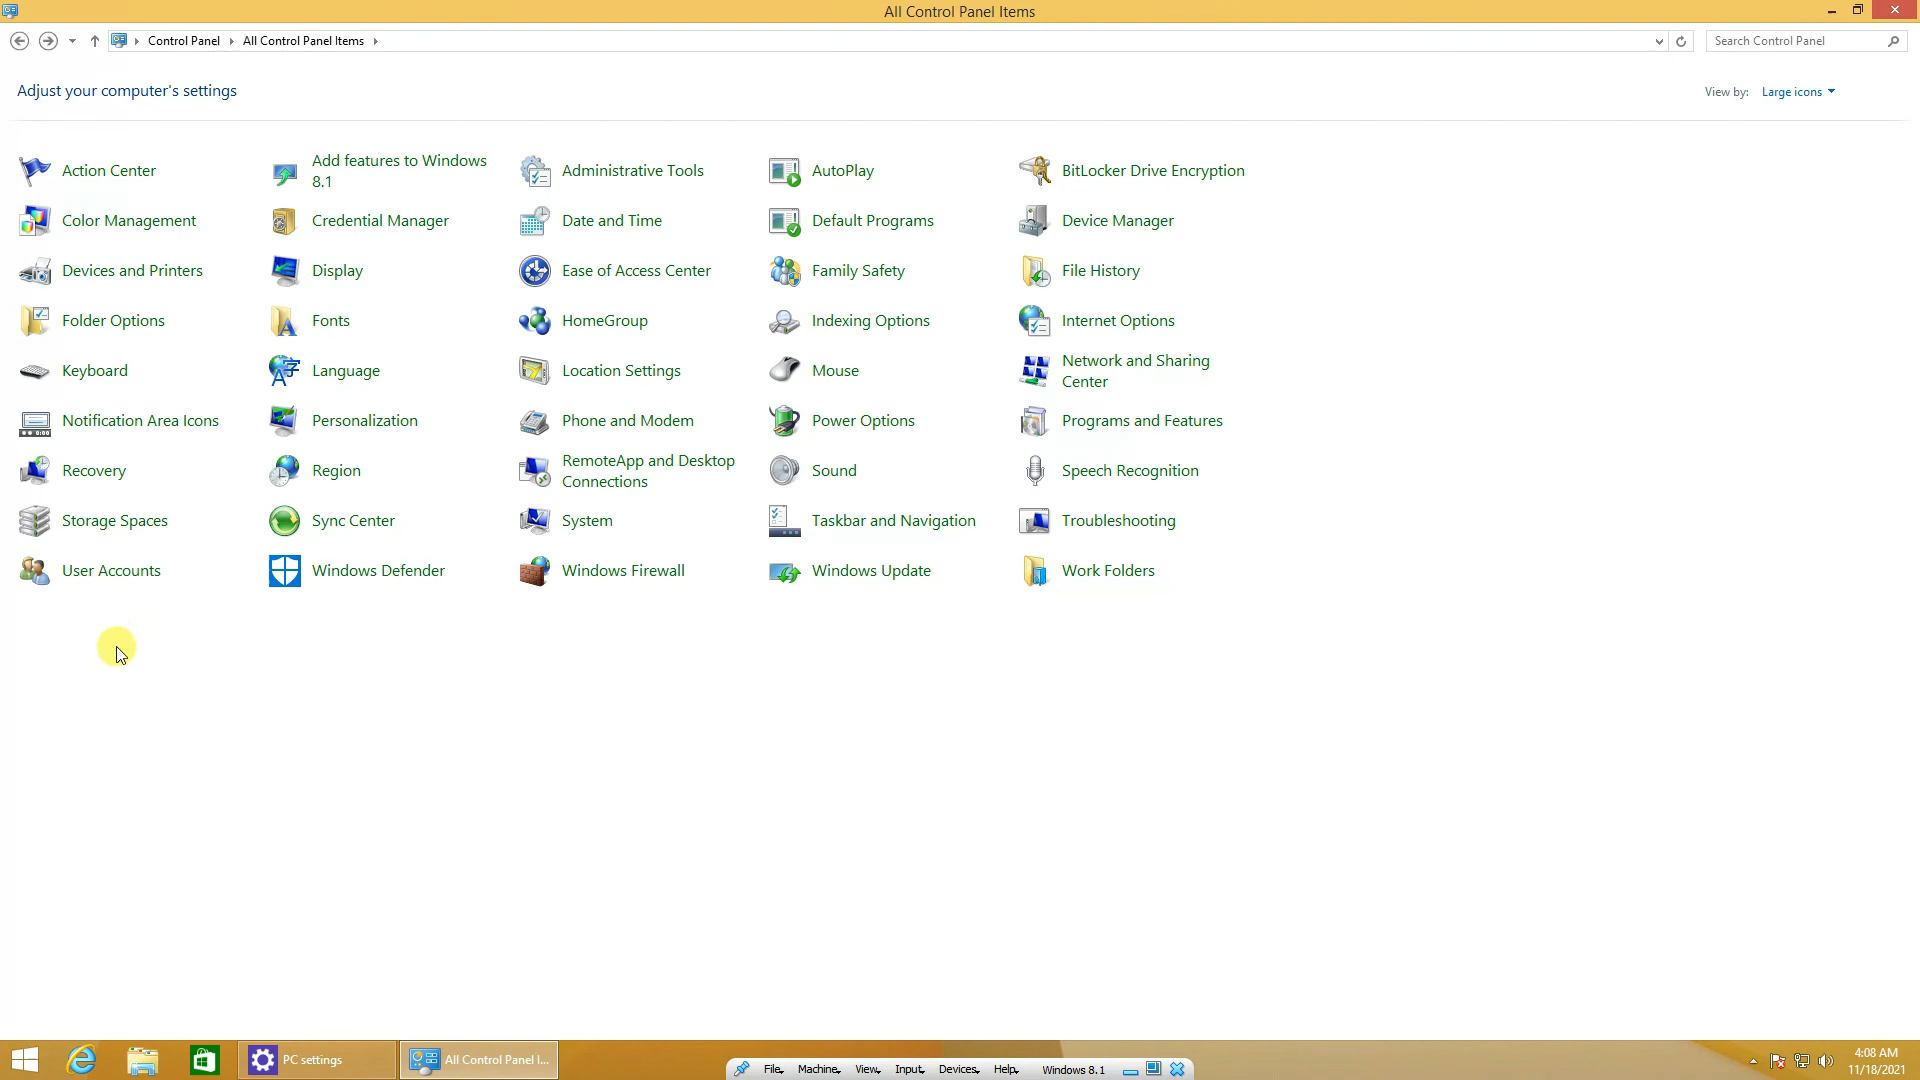 All Control Panel Items
Control Panel All Control Panel Items
Search Control Panel
Adjust your computer's settings
View by: Large icons
Action Center
Add features to Windows
8.1
Administrative Tools
AutoPlay
BitLocker Drive Encryption
Color Management
Credential Manager
Date and Time
Default Programs
Device Manager
Devices and Printers
Display
Ease of Access Center
Family Safety
File History
Folder Options
Fonts
HomeGroup
Indexing Options
Internet Options
Keyboard
Language
Location Settings
Mouse
Network and Sharing
Center
Notification Area Icons
Personalization
Phone and Modem
Power Options
Programs and Features
Recovery
Region
RemoteApp and Desktop
Connections
Sound
Speech Recognition
Storage Spaces
Sync Center
System
Taskbar and Navigation
Troubleshooting
User Accounts
Windows Defender
Windows Firewall
Windows Update
Work Folders
PC settings
All Control Panel I...
File Machine View Input Devices Help Windows 8.1
4:08 AM
11/18/2021